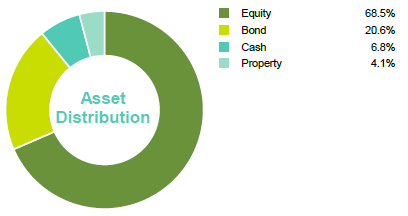 Asset
Distribution
Equity 68.5%
Bond 20.6%
Cash 6.8%
Property 4.1%